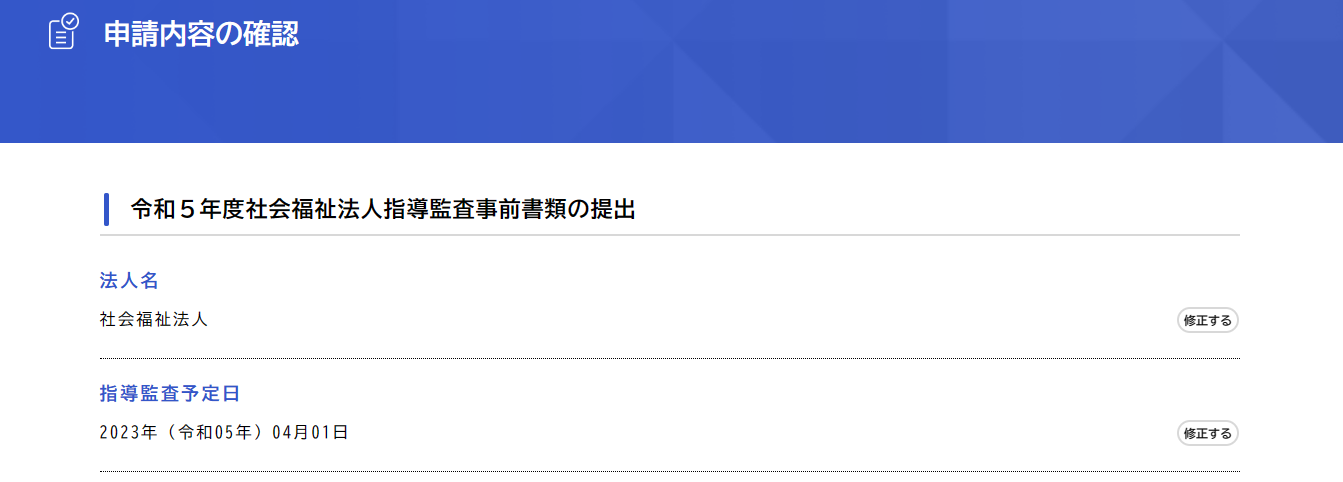 申請内容の確認
令和５年度社会福祉法人指導監査事前書類の提出
法人名
社会福祉法人
修正する
指導監査予定日
2023年（令和05年）04月01日
修正する